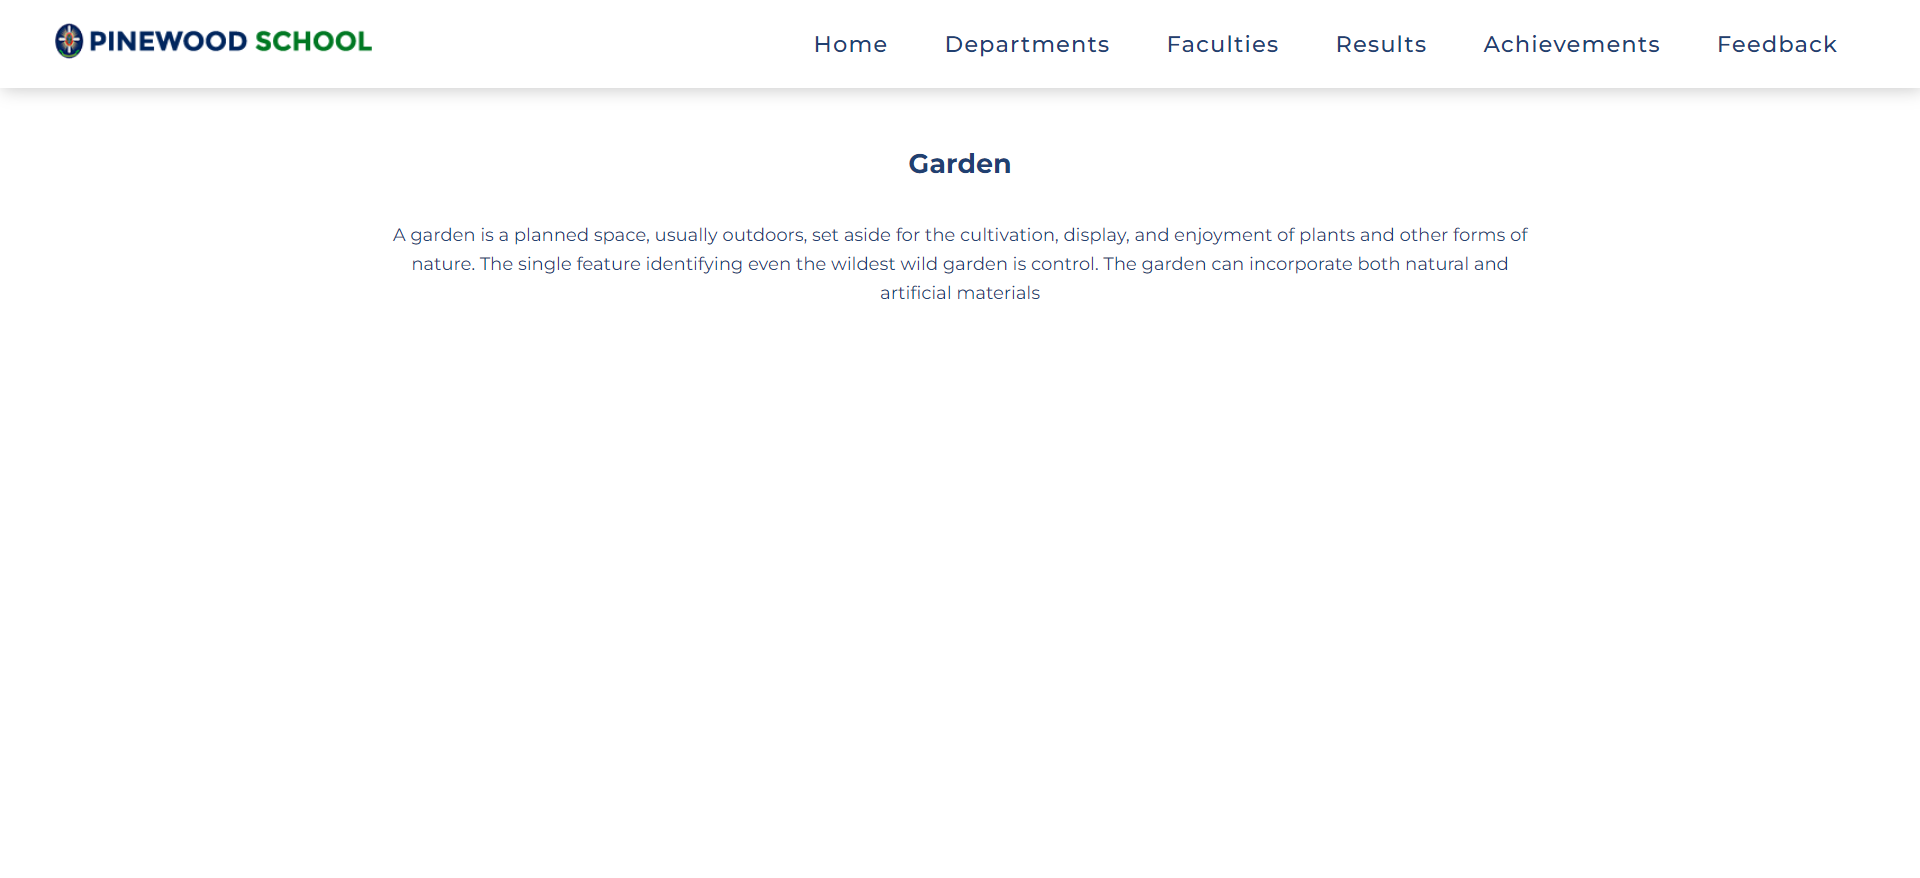 PINEWOOD SCHOOL
Home Departments Faculties Results Achievements Feedback
Garden
A garden is a planned space, usually outdoors, set aside for the cultivation, display, and enjoyment of plants and other forms of
nature. The single feature identifying even the wildest wild garden is control. The garden can incorporate both natural and
artificial materials